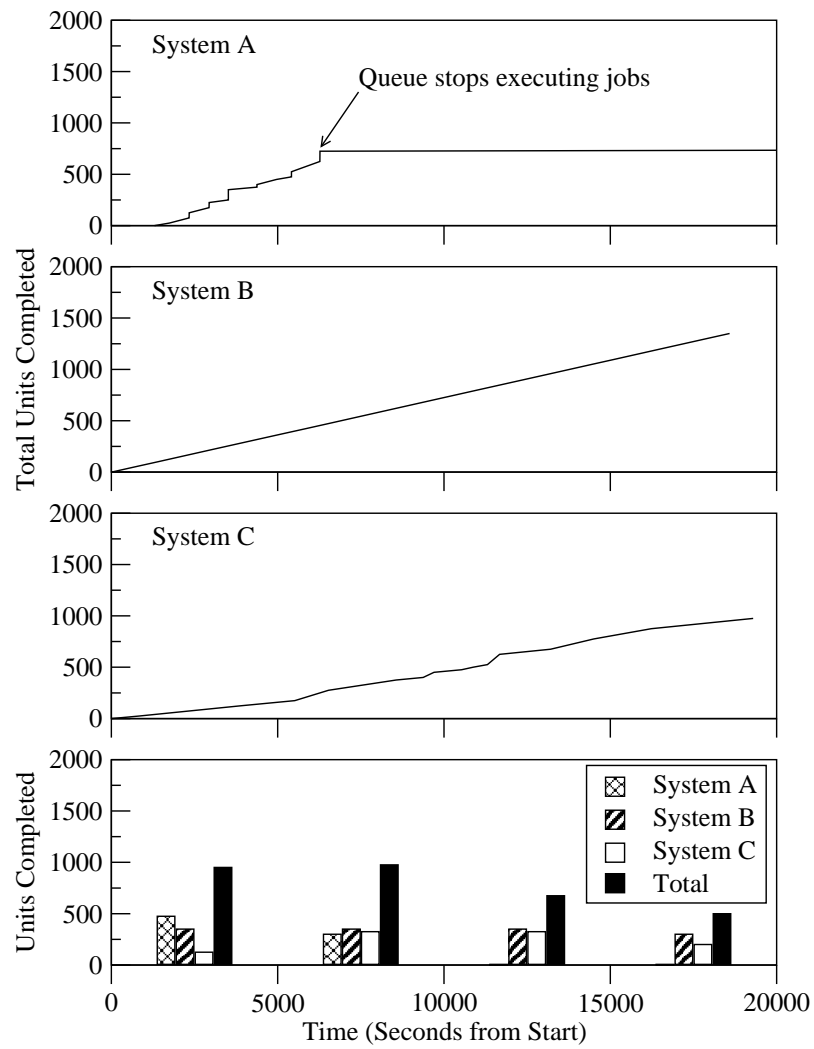 2000
System A
1500
Queue stops executing jobs
1000
500
0
2000
System B
1500
1000
500
0
Total Units Completed
2000
System C
1500
1000
500
0
2000
1500
1000
500
0
Units Completed
System A
System B
System C
Total
0 5000 10000 15000 20000
Time (Seconds from Start)